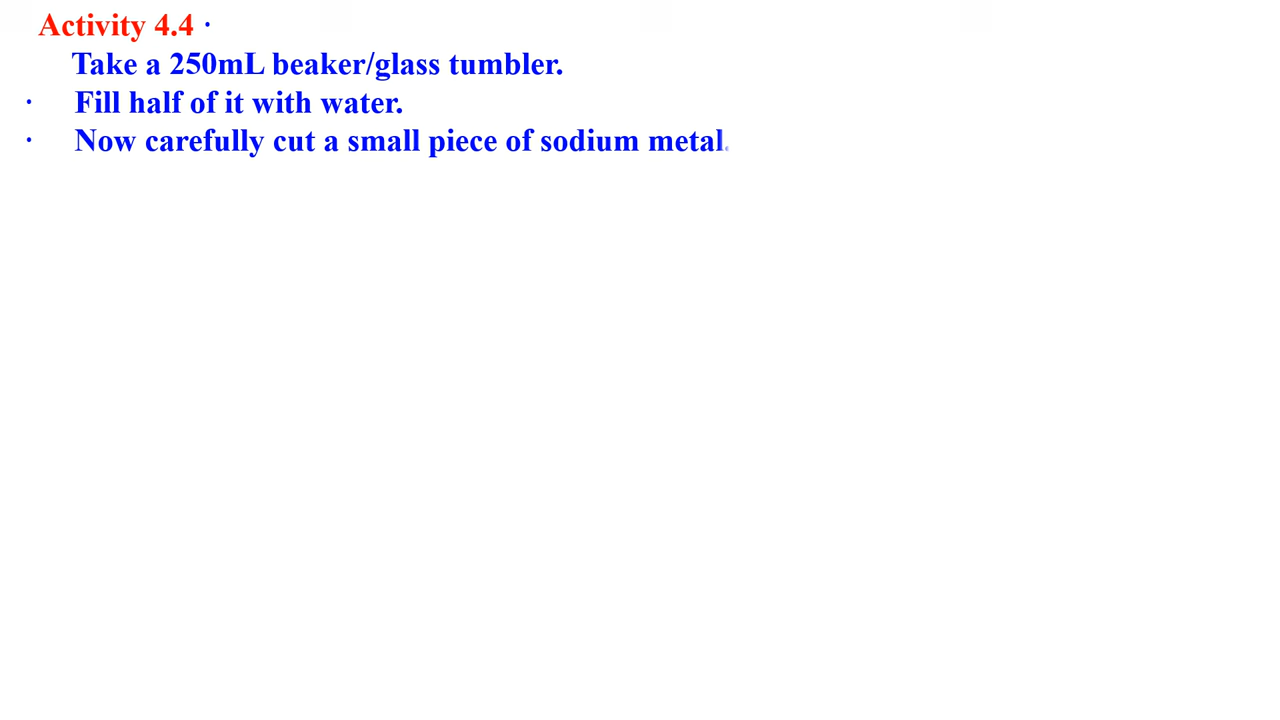 Activity 4.4 ·
Take a 250mL beaker/glass tumbler.
· Fill half of it with water.
· Now carefully cut a small piece of sodium metal.